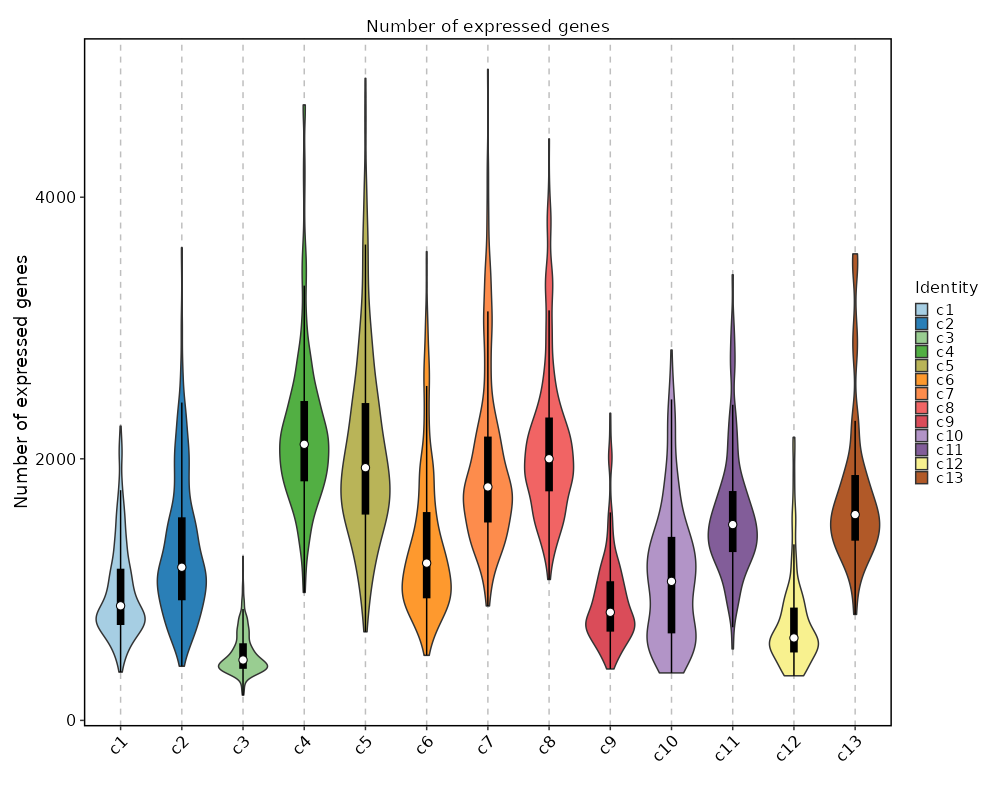 Number of expressed genes
Number of expressed genes
4000
2000
0
c1
c2
c3
c4
c5
c6
c7
c8
c9
c10
c11
c12
c13
Identity
c1
c2
c3
c4
c5
c6
c7
c8
c9
c10
c11
c12
c13